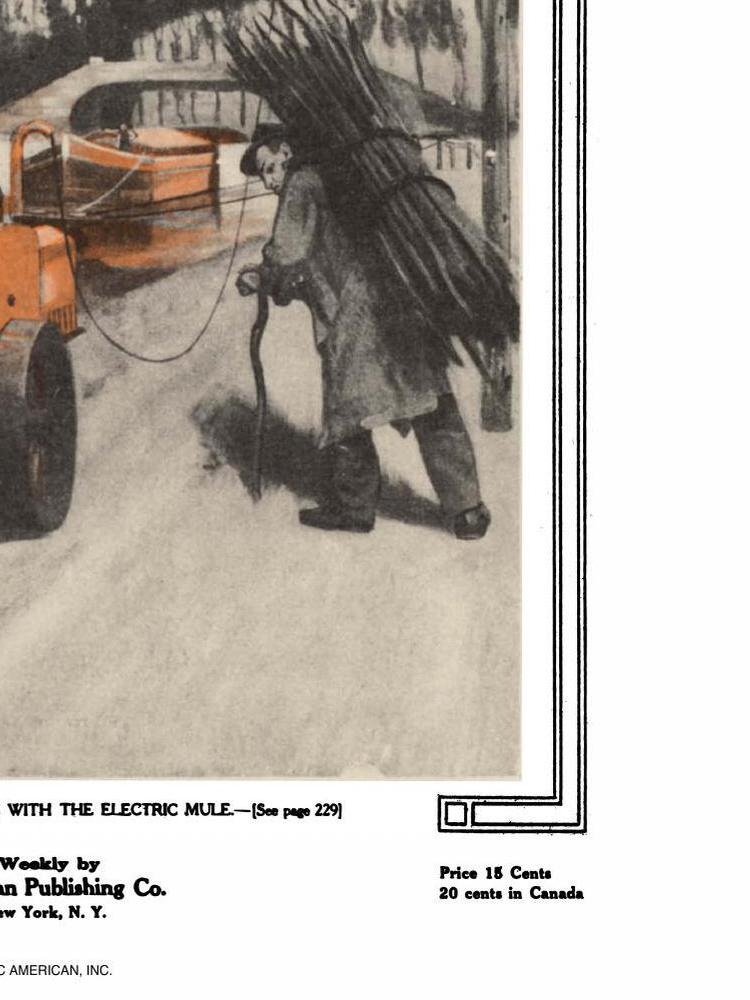 WITH THE ELECTRIC MULE.—[See page 229]
Weekly by
an Publishing Co.
ew York, N. Y.
Price 15 Cents
20 cents in Canada
C AMERICAN, INC.